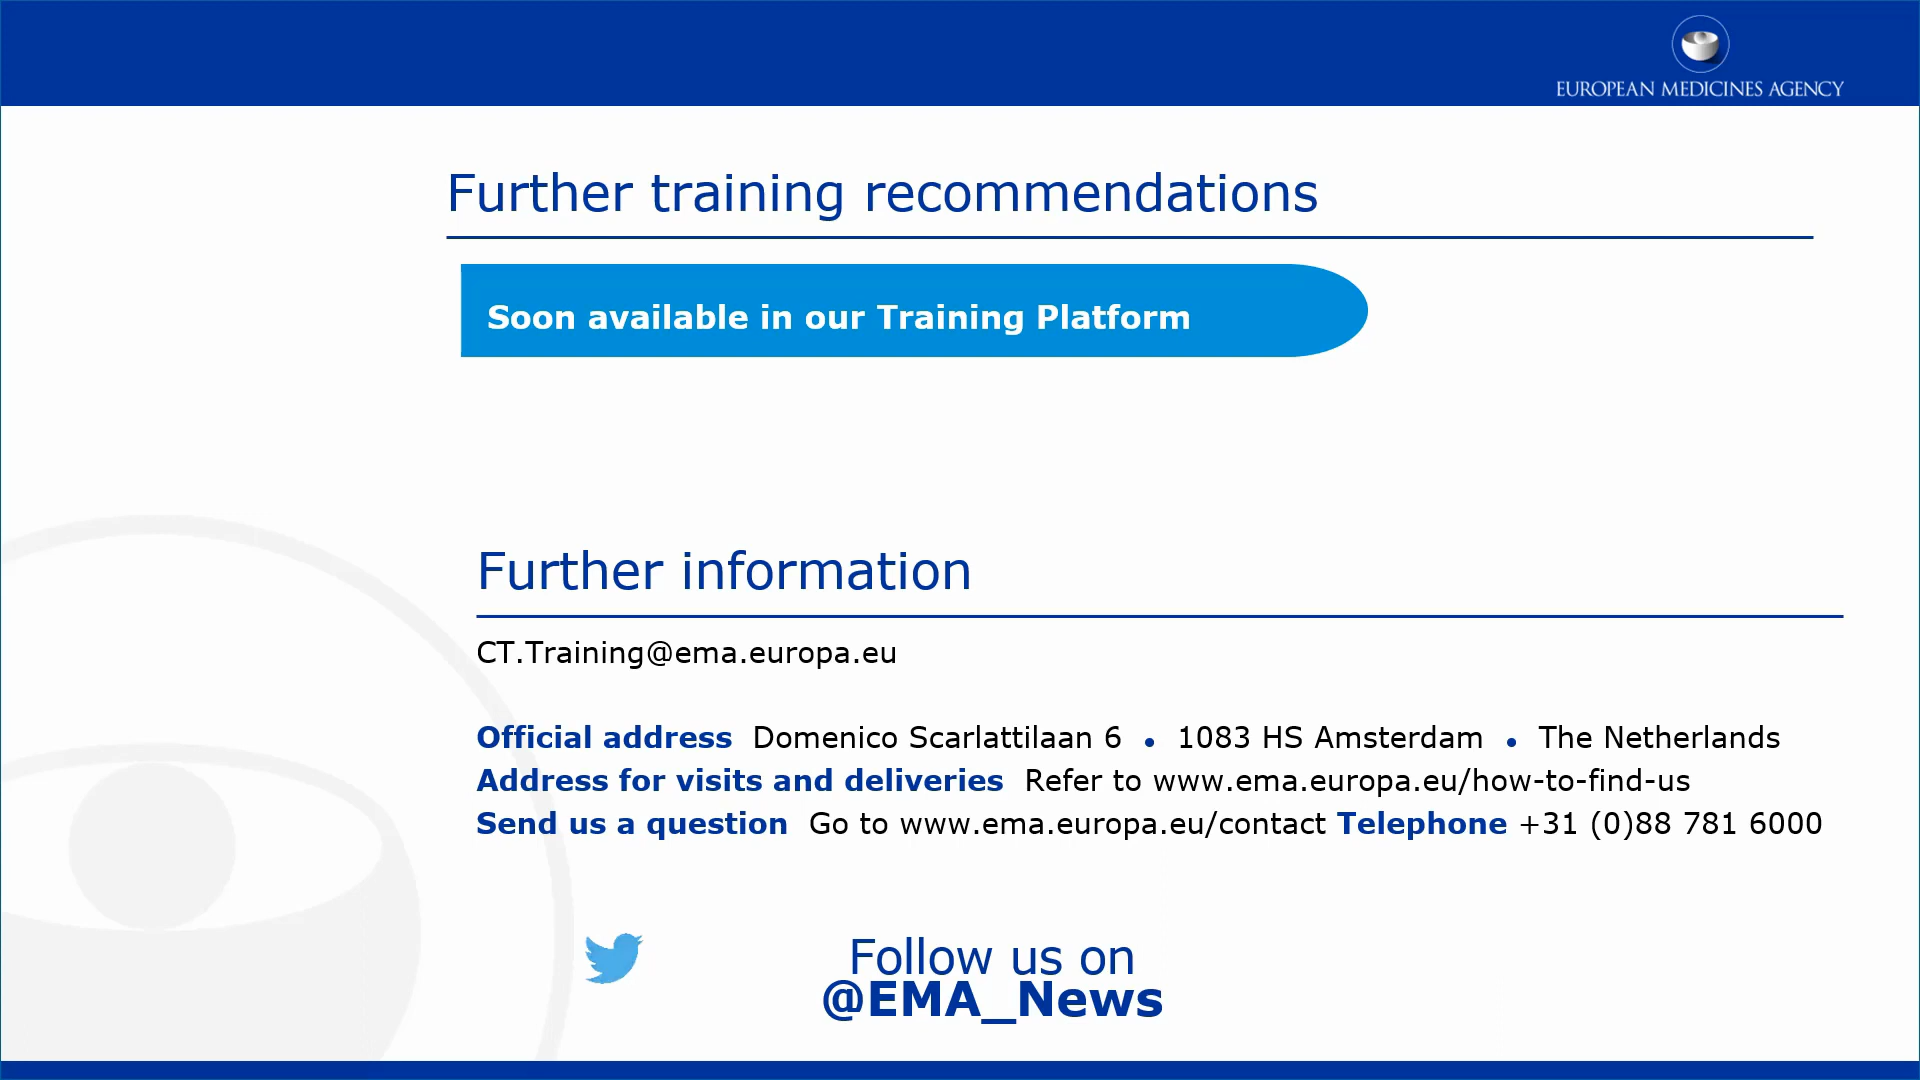 EUROPEAN MEDICINES AGENCY
Further training recommendations
Soon available in our Training Platform
Further information
CT.Training@ema.europa.eu
Official address Domenico Scarlattilaan 6 ● 1083 HS Amsterdam ● The Netherlands
Address for visits and deliveries Refer to www.ema.europa.eu/how-to-find-us
Send us a question Go to www.ema.europa.eu/contact Telephone +31 (0)88 781 6000
Follow us on
@EMA_News